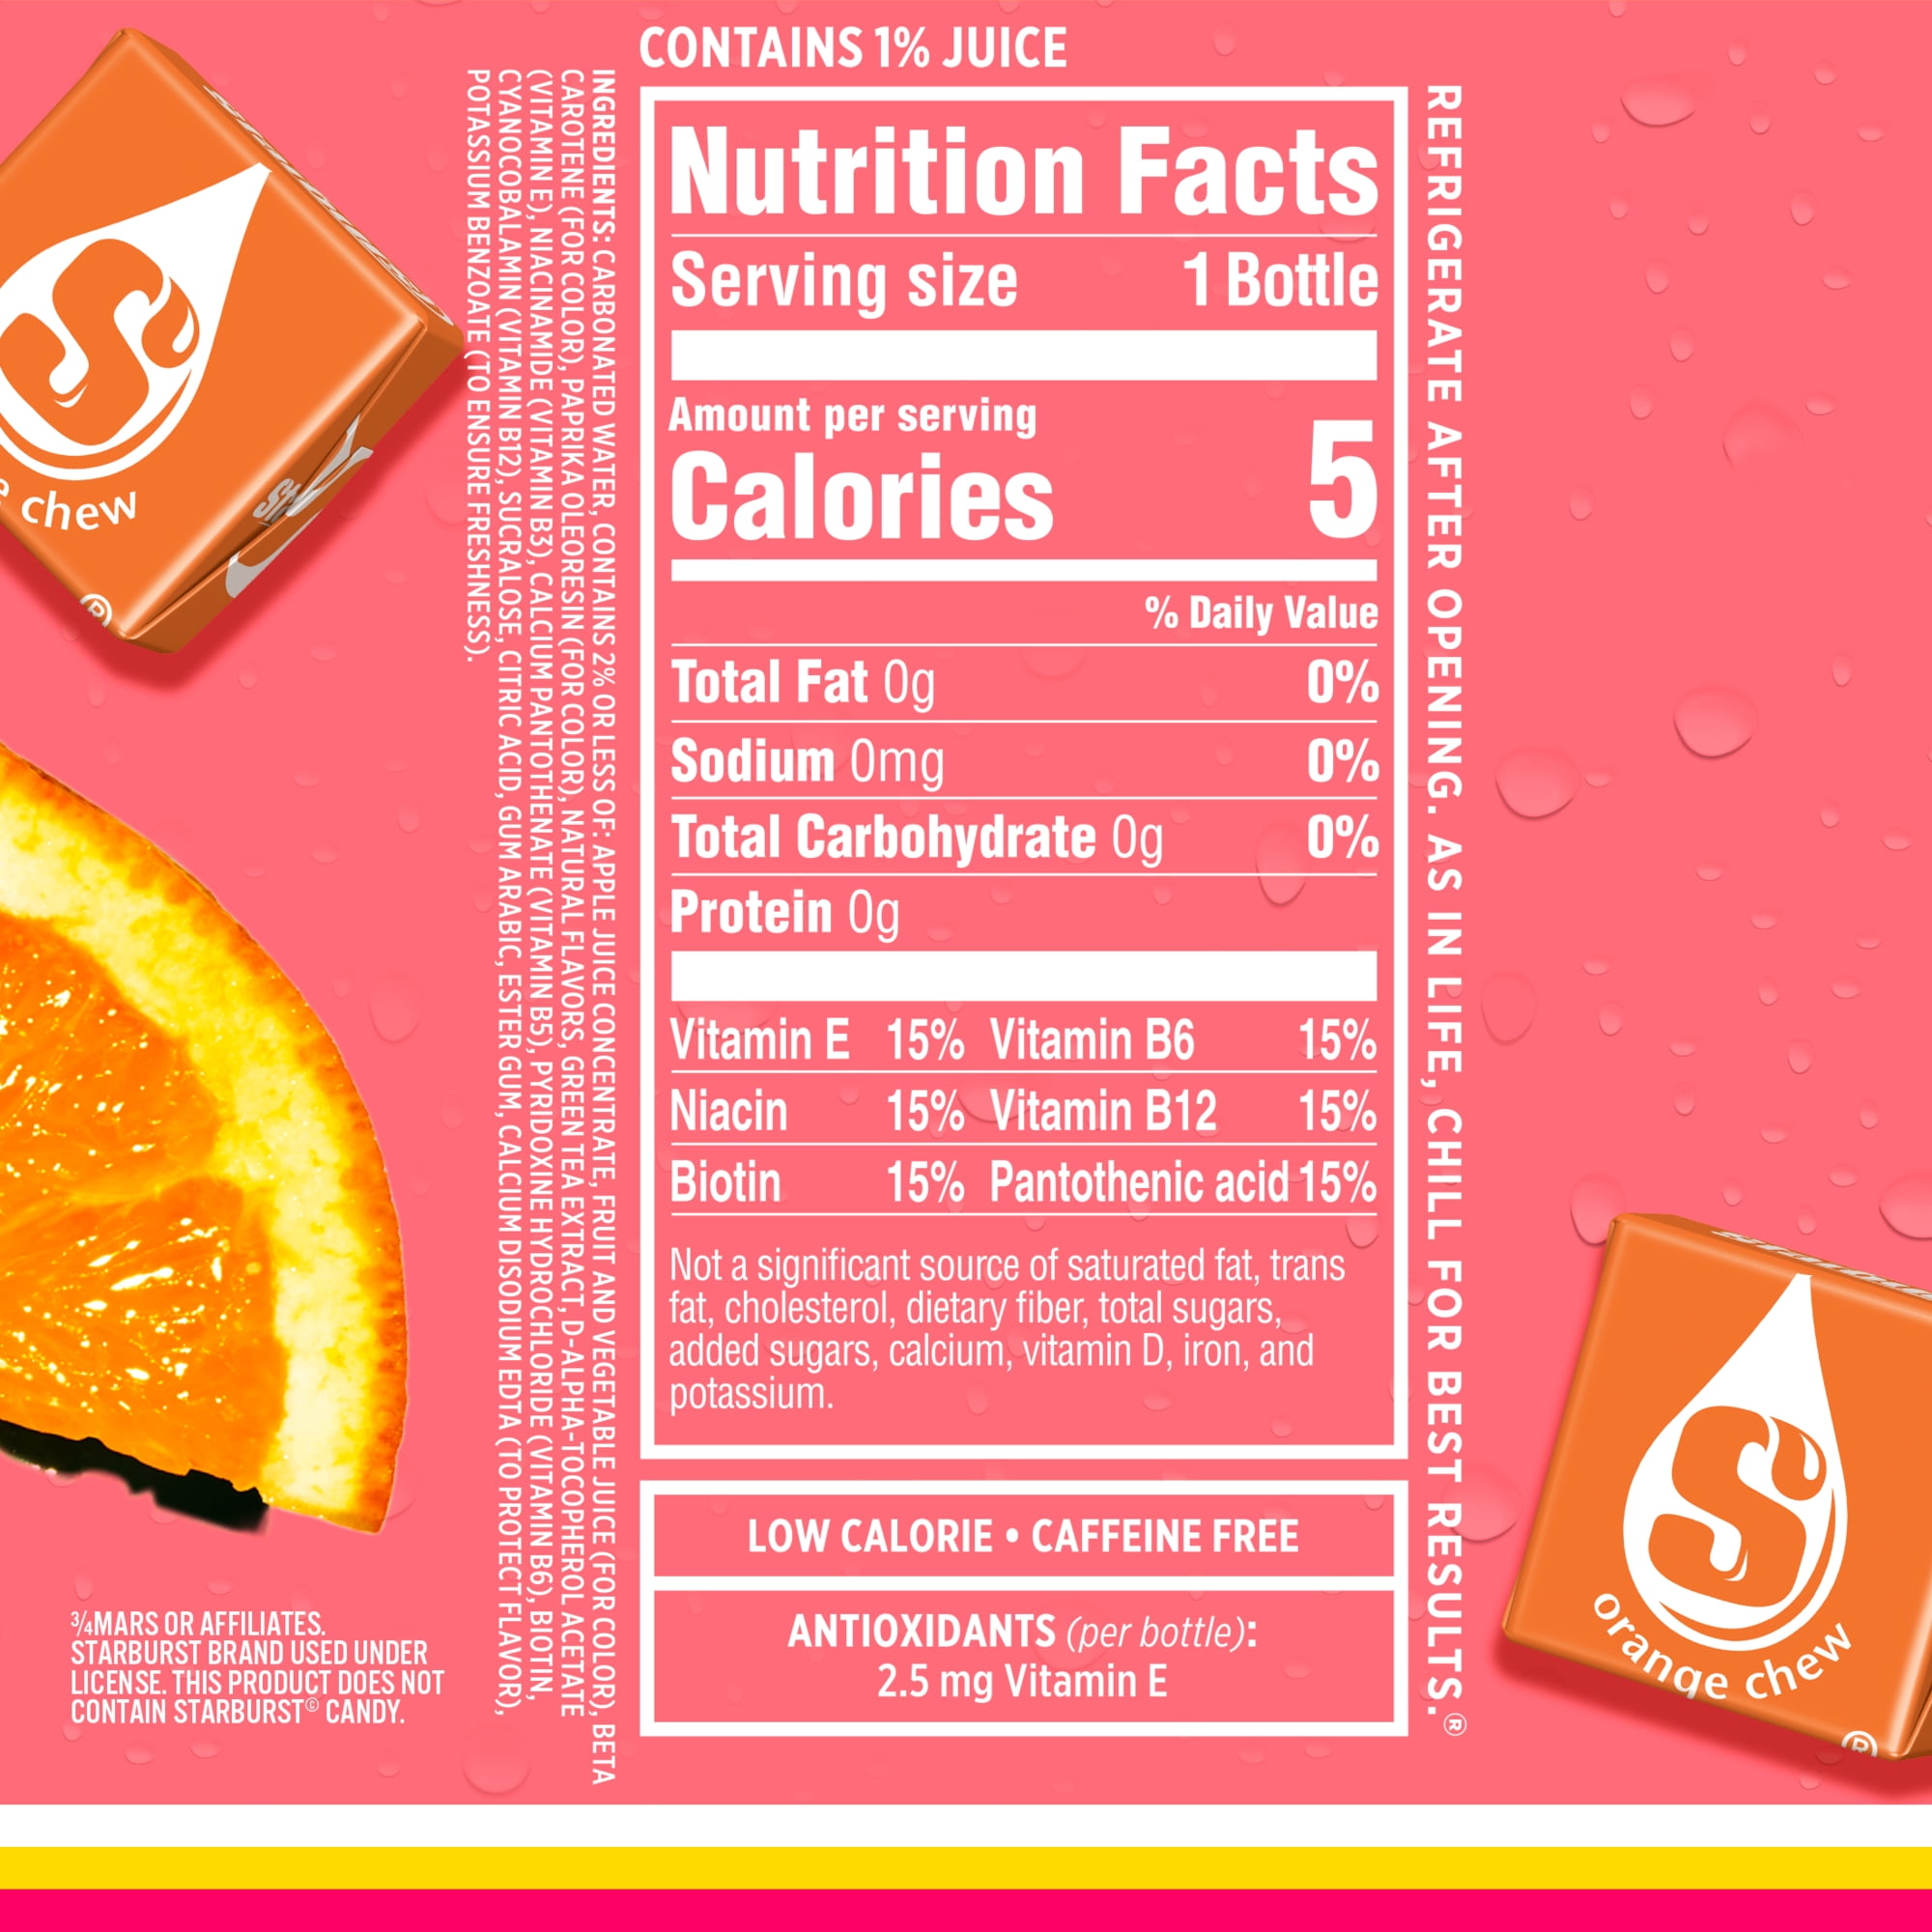 CONTAINS 1% JUICE
Nutrition Facts
Serving size 1 Bottle
Amount per serving
Calories 5
% Daily Value
Total Fat 0g 0%
Sodium 0mg 0%
Total Carbohydrate 0g 0%
Protein 0g
Vitamin E 15% Vitamin B6 15%
Niacin 15% Vitamin B12 15%
Biotin 15% Pantothenic acid 15%
Not a significant source of saturated fat, trans
fat, cholesterol, dietary fiber, total sugars,
added sugars, calcium, vitamin D, iron, and
potassium.
LOW CALORIE • CAFFEINE FREE
ANTIOXIDANTS (per bottle):
2.5 mg Vitamin E
INGREDIENTS: CARBONATED WATER, CONTAINS 2% OR LESS OF: APPLE JUICE CONCENTRATE, FRUIT AND VEGETABLE JUICE (FOR COLOR), BETA
CAROTENE (FOR COLOR), PAPRIKA OLEORESIN (FOR COLOR), NATURAL FLAVORS, GREEN TEA EXTRACT, D-ALPHA-TOCOPHEROL ACETATE
(VITAMIN E), NIACINAMIDE (VITAMIN B3), CALCIUM PANTOTHENATE (VITAMIN B5), PYRIDOXINE HYDROCHLORIDE (VITAMIN B6), BIOTIN,
CYANOCOBALAMIN (VITAMIN B12), SUCRALOSE, CITRIC ACID, GUM ARABIC, ESTER GUM, CALCIUM DISODIUM EDTA (TO PROTECT FLAVOR),
POTASSIUM BENZOATE (TO ENSURE FRESHNESS).
REFRIGERATE AFTER OPENING. AS IN LIFE, CHILL FOR BEST RESULTS.®
chew
®
¾MARS OR AFFILIATES.
STARBURST BRAND USED UNDER
LICENSE. THIS PRODUCT DOES NOT
CONTAIN STARBURST© CANDY.
S
orange chew
®